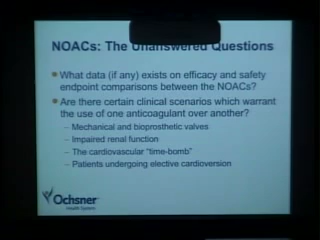 NOACs: The Unanswered Questions
What data (if any) exists on efficacy and safety
endpoint comparisons between the NOACs?
Are there certain clinical scenarios which warrant
the use of one anticoagulant over another?
– Mechanical and bioprosthetic valves
– Impaired renal function
– The cardiovascular "time-bomb"
– Patients undergoing elective cardioversion
Ochsner
Health System